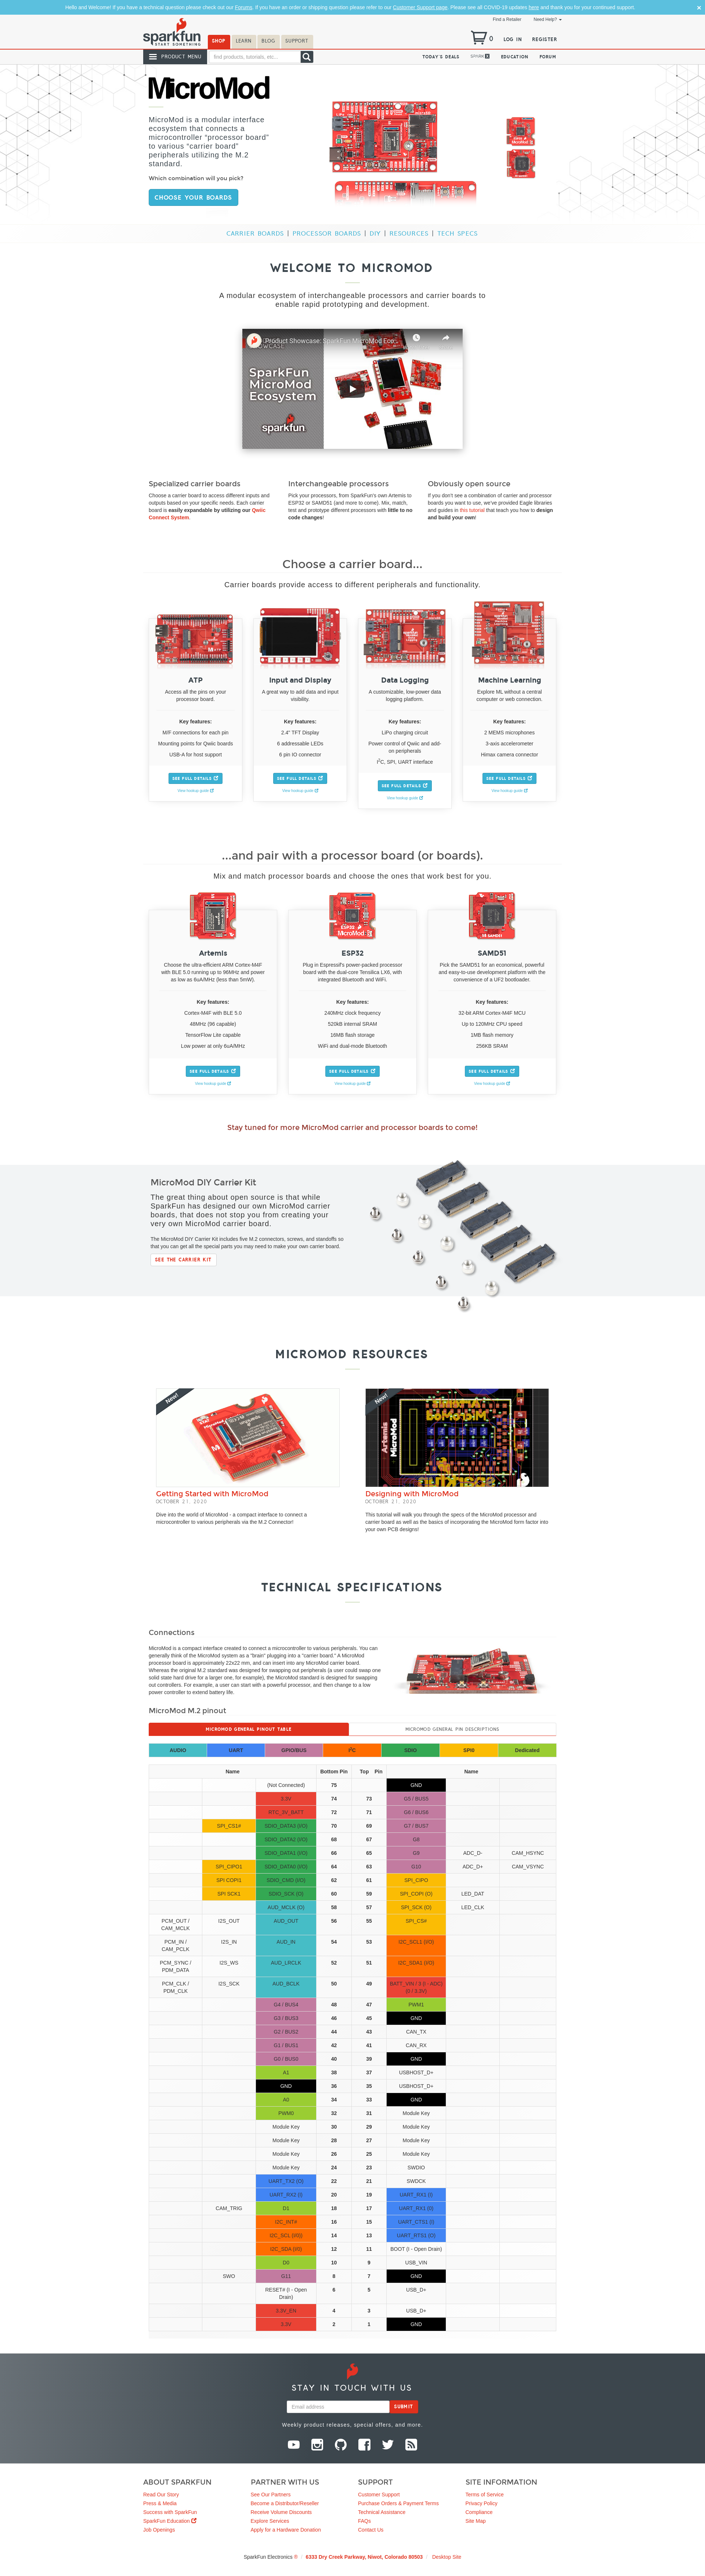 Hello and Welcome! If you have a technical question please check out our Forums. If you have an order or shipping question please refer to our Customer Support page. Please see all COVID-19 updates here and thank you for your continued support.
Find a Retailer
Need Help?
sparkfun
START SOMETHING
SHOP
LEARN
BLOG
SUPPORT
0
LOG IN
REGISTER
PRODUCT MENU
find products, tutorials, etc...
TODAY'S DEALS
EDUCATION
FORUM
MicroMod
MicroMod is a modular interface
ecosystem that connects a
microcontroller "processor board"
to various "carrier board"
peripherals utilizing the M.2
standard.
Which combination will you pick?
CHOOSE YOUR BOARDS
CARRIER BOARDS | PROCESSOR BOARDS | DIY | RESOURCES | TECH SPECS
WELCOME TO MICROMOD
A modular ecosystem of interchangeable processors and carrier boards to
enable rapid prototyping and development.
Product Showcase: SparkFun MicroMod Eco...
SparkFun
MicroMod
Ecosystem
sparkfun
Specialized carrier boards
Choose a carrier board to access different inputs and
outputs based on your specific needs. Each carrier
board is easily expandable by utilizing our Qwiic
Connect System.
Interchangeable processors
Pick your processors, from SparkFun's own Artemis to
ESP32 or SAMD51 (and more to come). Mix, match,
test and prototype different processors with little to no
code changes!
Obviously open source
If you don't see a combination of carrier and processor
boards you want to use, we've provided Eagle libraries
and guides in this tutorial that teach you how to design
and build your own!
Choose a carrier board...
Carrier boards provide access to different peripherals and functionality.
ATP
Access all the pins on your
processor board.
Key features:
M/F connections for each pin
Mounting points for Qwiic boards
USB-A for host support
SEE FULL DETAILS
View hookup guide
Input and Display
A great way to add data and input
visibility.
Key features:
2.4" TFT Display
6 addressable LEDs
6 pin IO connector
SEE FULL DETAILS
View hookup guide
Data Logging
A customizable, low-power data
logging platform.
Key features:
LiPo charging circuit
Power control of Qwiic and add-
on peripherals
I²C, SPI, UART interface
SEE FULL DETAILS
View hookup guide
Machine Learning
Explore ML without a central
computer or web connection.
Key features:
2 MEMS microphones
3-axis accelerometer
Himax camera connector
SEE FULL DETAILS
View hookup guide
...and pair with a processor board (or boards).
Mix and match processor boards and choose the ones that work best for you.
Artemis
Choose the ultra-efficient ARM Cortex-M4F
with BLE 5.0 running up to 96MHz and power
as low as 6uA/MHz (less than 5mW).
Key features:
Cortex-M4F with BLE 5.0
48MHz (96 capable)
TensorFlow Lite capable
Low power at only 6uA/MHz
SEE FULL DETAILS
View hookup guide
ESP32
MicroMod
ESP32
Plug in Espressif's power-packed processor
board with the dual-core Tensilica LX6, with
integrated Bluetooth and WiFi.
Key features:
240MHz clock frequency
520kB internal SRAM
16MB flash storage
WiFi and dual-mode Bluetooth
SEE FULL DETAILS
View hookup guide
SAMD51
SAMD51
Pick the SAMD51 for an economical, powerful
and easy-to-use development platform with the
convenience of a UF2 bootloader.
Key features:
32-bit ARM Cortex-M4F MCU
Up to 120MHz CPU speed
1MB flash memory
256KB SRAM
SEE FULL DETAILS
View hookup guide
Stay tuned for more MicroMod carrier and processor boards to come!
MicroMod DIY Carrier Kit
The great thing about open source is that while
SparkFun has designed our own MicroMod carrier
boards, that does not stop you from creating your
very own MicroMod carrier board.
The MicroMod DIY Carrier Kit includes five M.2 connectors, screws, and standoffs so
that you can get all the special parts you may need to make your own carrier board.
SEE THE CARRIER KIT
MICROMOD RESOURCES
New!
Getting Started with MicroMod
OCTOBER 21, 2020
Dive into the world of MicroMod - a compact interface to connect a
microcontroller to various peripherals via the M.2 Connector!
New!
Artemis
MicroMod
Designing with MicroMod
OCTOBER 21, 2020
This tutorial will walk you through the specs of the MicroMod processor and
carrier board as well as the basics of incorporating the MicroMod form factor into
your own PCB designs!
TECHNICAL SPECIFICATIONS
Connections
MicroMod is a compact interface created to connect a microcontroller to various peripherals. You can
generally think of the MicroMod system as a "brain" plugging into a "carrier board." A MicroMod
processor board is approximately 22x22 mm, and can insert into any MicroMod carrier board.
Whereas the original M.2 standard was designed for swapping out peripherals (a user could swap one
solid state hard drive for a larger one, for example), the MicroMod standard is designed for swapping
out controllers. For example, a user can start with a powerful processor, and then change to a low
power controller to extend battery life.
MicroMod M.2 pinout
MICROMOD GENERAL PINOUT TABLE
MICROMOD GENERAL PIN DESCRIPTIONS
AUDIO UART GPIO/BUS I²C SDIO SPI0 Dedicated
Name Bottom Pin Top Pin Name
(Not Connected) 75 GND
3.3V 74 73 G5 / BUS5
RTC_3V_BATT 72 71 G6 / BUS6
SPI_CS1# SDIO_DATA3 (I/O) 70 69 G7 / BUS7
SDIO_DATA2 (I/O) 68 67 G8
SDIO_DATA1 (I/O) 66 65 G9 ADC_D- CAM_HSYNC
SPI_CIPO1 SDIO_DATA0 (I/O) 64 63 G10 ADC_D+ CAM_VSYNC
SPI COPI1 SDIO_CMD (I/O) 62 61 SPI_CIPO
SPI SCK1 SDIO_SCK (O) 60 59 SPI_COPI (O) LED_DAT
AUD_MCLK (O) 58 57 SPI_SCK (O) LED_CLK
PCM_OUT / CAM_MCLK I2S_OUT AUD_OUT 56 55 SPI_CS#
PCM_IN / CAM_PCLK I2S_IN AUD_IN 54 53 I2C_SCL1 (I/O)
PCM_SYNC / PDM_DATA I2S_WS AUD_LRCLK 52 51 I2C_SDA1 (I/O)
PCM_CLK / PDM_CLK I2S_SCK AUD_BCLK 50 49 BATT_VIN / 3 (I - ADC) (0 / 3.3V)
G4 / BUS4 48 47 PWM1
G3 / BUS3 46 45 GND
G2 / BUS2 44 43 CAN_TX
G1 / BUS1 42 41 CAN_RX
G0 / BUS0 40 39 GND
A1 38 37 USBHOST_D+
GND 36 35 USBHOST_D+
A0 34 33 GND
PWM0 32 31 Module Key
Module Key 30 29 Module Key
Module Key 28 27 Module Key
Module Key 26 25 Module Key
Module Key 24 23 SWDIO
UART_TX2 (O) 22 21 SWDCK
UART_RX2 (I) 20 19 UART_RX1 (I)
CAM_TRIG D1 18 17 UART_RX1 (I)
I2C_INT# 16 15 UART_CTS1 (I)
I2C_SCL (I/0)) 14 13 UART_RTS1 (O)
I2C_SDA (I/0) 12 11 BOOT (I - Open Drain)
D0 10 9 USB_VIN
SWO G11 8 7 GND
RESET# (I - Open Drain) 6 5 USB_D+
3.3V_EN 4 3 USB_D+
3.3V 2 1 GND
STAY IN TOUCH WITH US
Email address
SUBMIT
Weekly product releases, special offers, and more.
ABOUT SPARKFUN
Read Our Story
Press & Media
Success with SparkFun
SparkFun Education
Job Openings
PARTNER WITH US
See Our Partners
Become a Distributor/Reseller
Receive Volume Discounts
Explore Services
Apply for a Hardware Donation
SUPPORT
Customer Support
Purchase Orders & Payment Terms
Technical Assistance
FAQs
Contact Us
SITE INFORMATION
Terms of Service
Privacy Policy
Compliance
Site Map
SparkFun Electronics ® | 6333 Dry Creek Parkway, Niwot, Colorado 80503 | Desktop Site